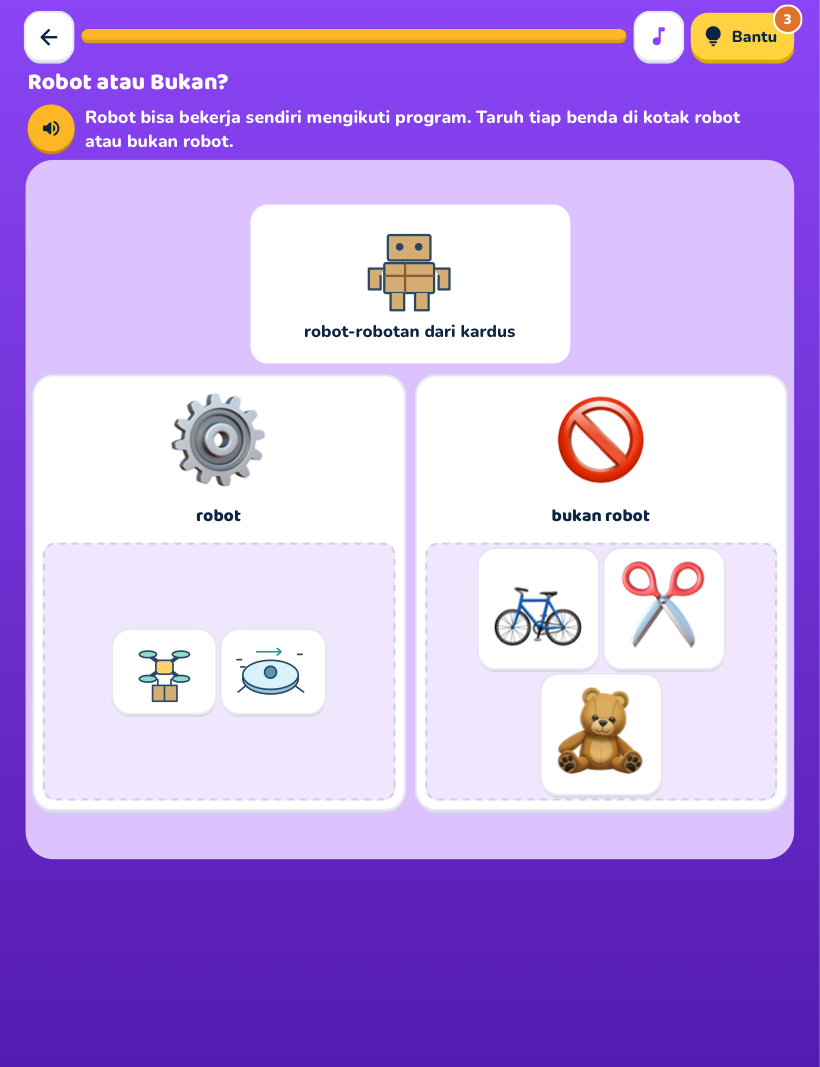 3
Bantu
Robot atau Bukan?
Robot bisa bekerja sendiri mengikuti program. Taruh tiap benda di kotak robot
atau bukan robot.
robot-robotan dari kardus
robot
bukan robot